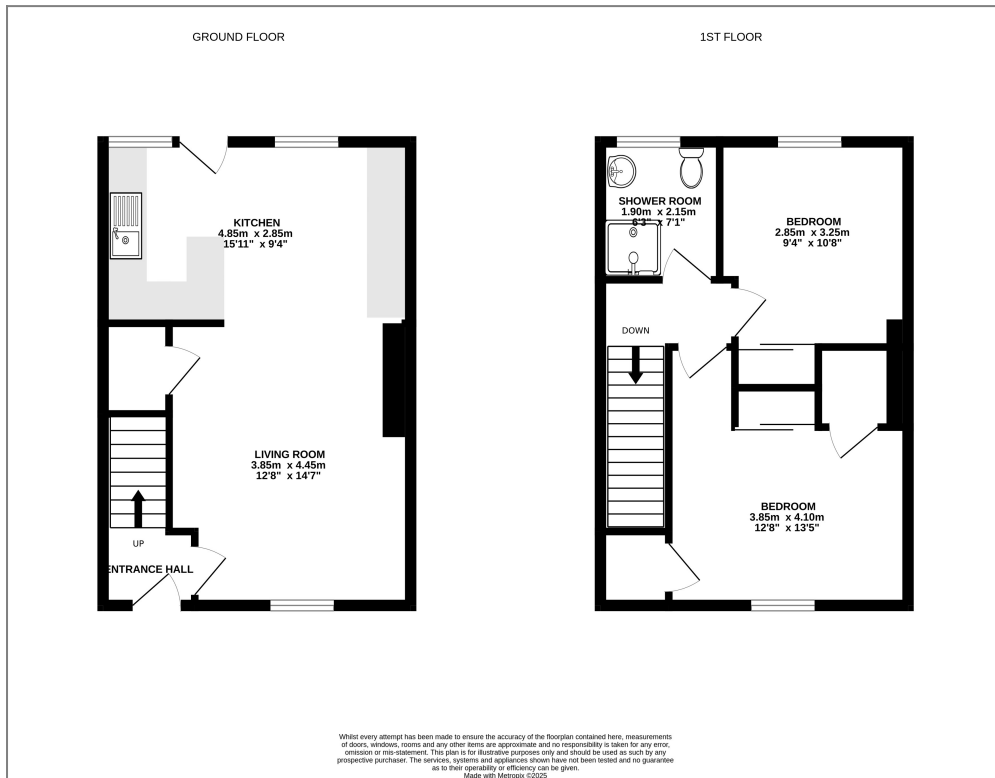 GROUND FLOOR
1ST FLOOR
KITCHEN
4.85m x 2.85m
15'11" x 9'4"
LIVING ROOM
3.85m x 4.45m
12'8" x 14'7"
UP
ENTRANCE HALL
SHOWER ROOM
1.90m x 2.15m
6'3" x 7'1"
BEDROOM
2.85m x 3.25m
9'4" x 10'8"
DOWN
BEDROOM
3.85m x 4.10m
12'8" x 13'5"
Whilst every attempt has been made to ensure the accuracy of the floorplan contained here, measurements
of doors, windows, rooms and any other items are approximate and no responsibility is taken for any error,
omission or mis-statement. This plan is for illustrative purposes only and should be used as such by any
prospective purchaser. The services, systems and appliances shown have not been tested and no guarantee
as to their operability or efficiency can be given.
Made with Metropix ©2025